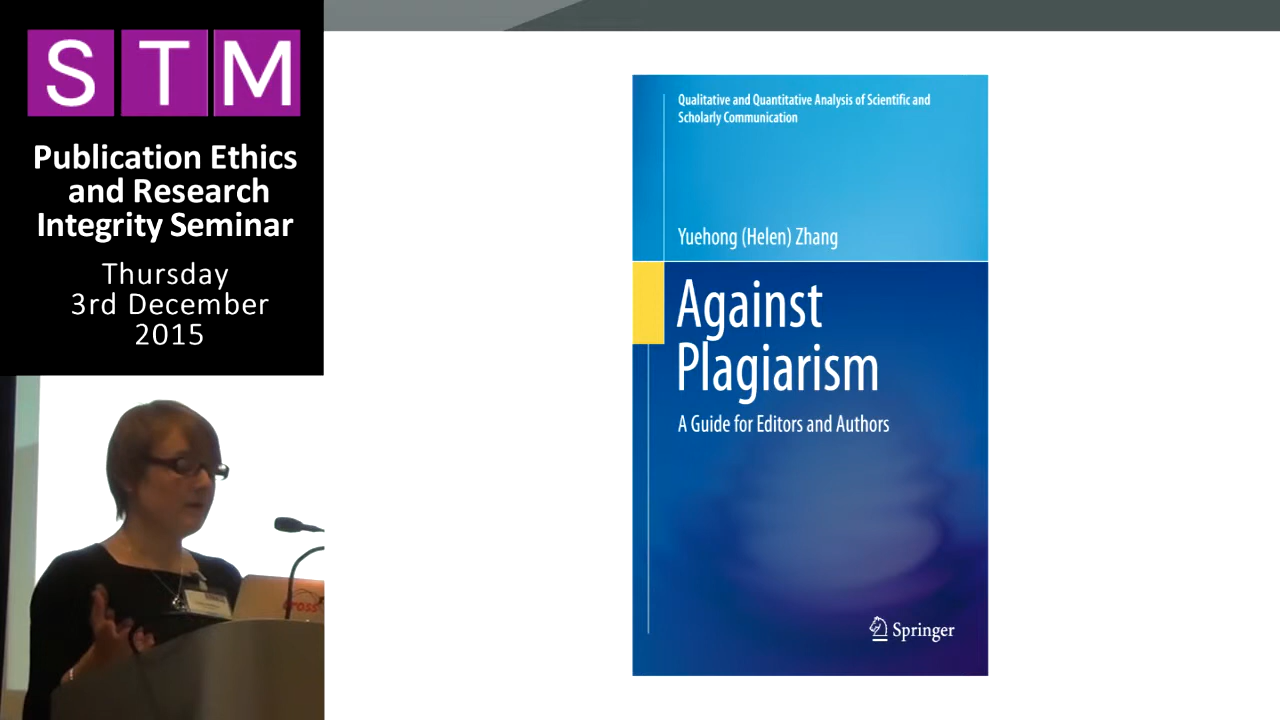 STM
Publication Ethics
and Research
Integrity Seminar
Thursday
3rd December
2015
Qualitative and Quantitative Analysis of Scientific and
Scholarly Communication
Yuehong (Helen) Zhang
Against
Plagiarism
A Guide for Editors and Authors
Springer
cross